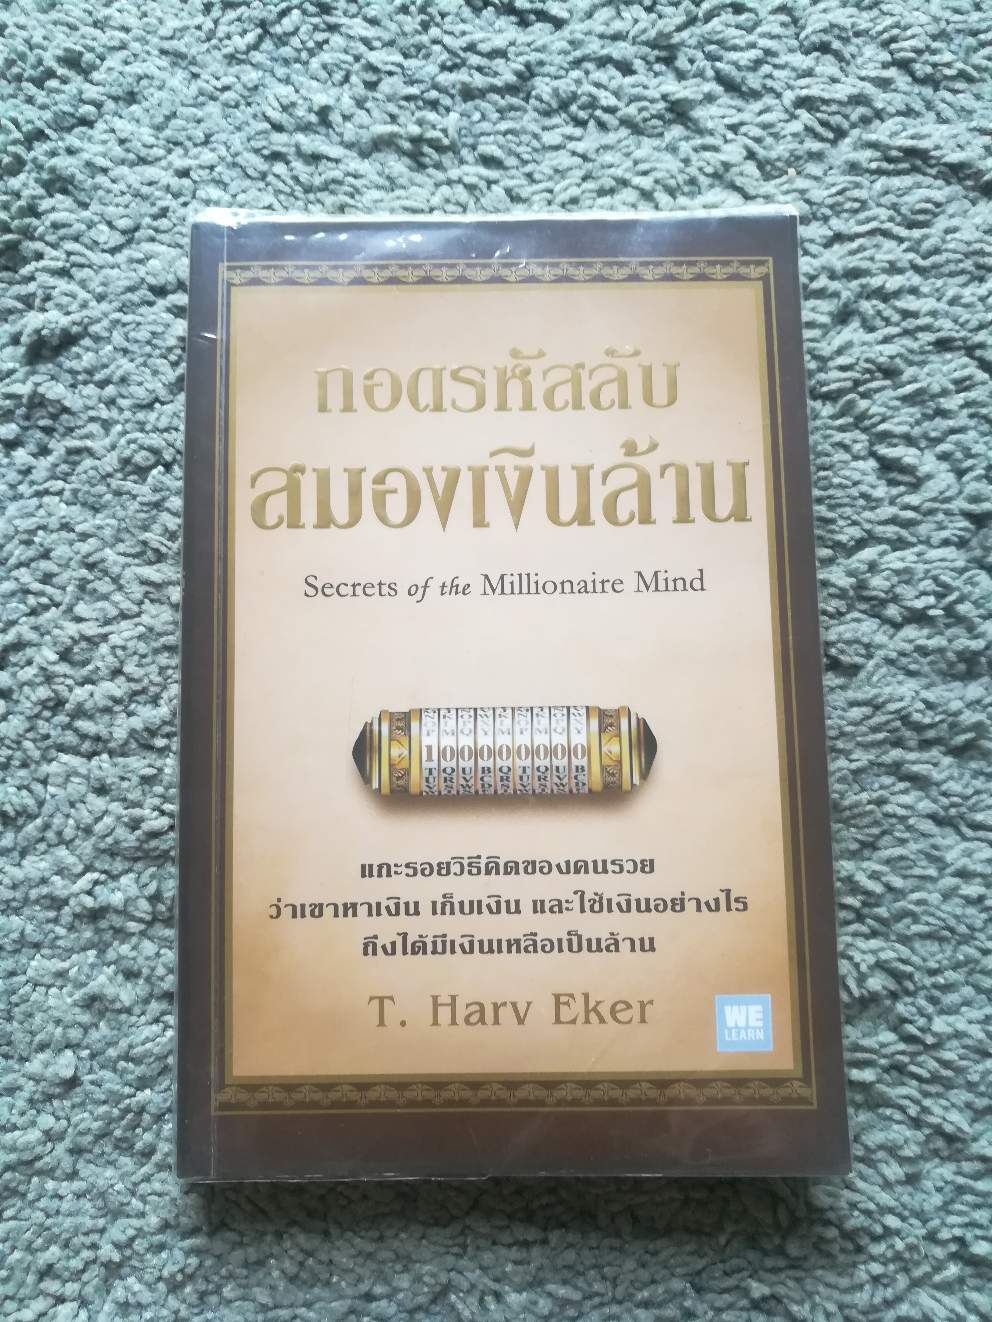 ถอดรหัสลับ
สมองเงินล้าน
Secrets of the Millionaire Mind
100000000
แกะรอยวิธีคิดของคนรวย
ว่าเขาหาเงิน เก็บเงิน และใช้เงินอย่างไร
ถึงได้มีเงินเหลือเป็นล้าน
T. Harv Eker
WE
LEARN